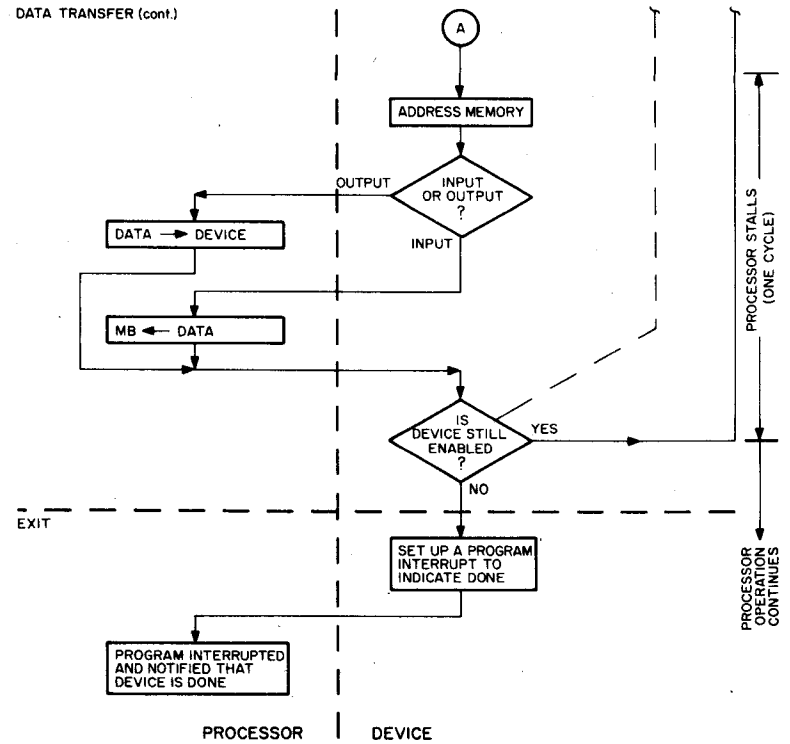 DATA TRANSFER (cont.)
A
ADDRESS MEMORY
INPUT
OR OUTPUT
?
OUTPUT
INPUT
DATA → DEVICE
MB ← DATA
IS
DEVICE STILL
ENABLED
?
YES
NO
PROCESSOR STALLS
(ONE CYCLE)
EXIT
SET UP A PROGRAM
INTERRUPT TO
INDICATE DONE
PROCESSOR
OPERATION
CONTINUES
PROGRAM INTERRUPTED
AND NOTIFIED THAT
DEVICE IS DONE
PROCESSOR
DEVICE